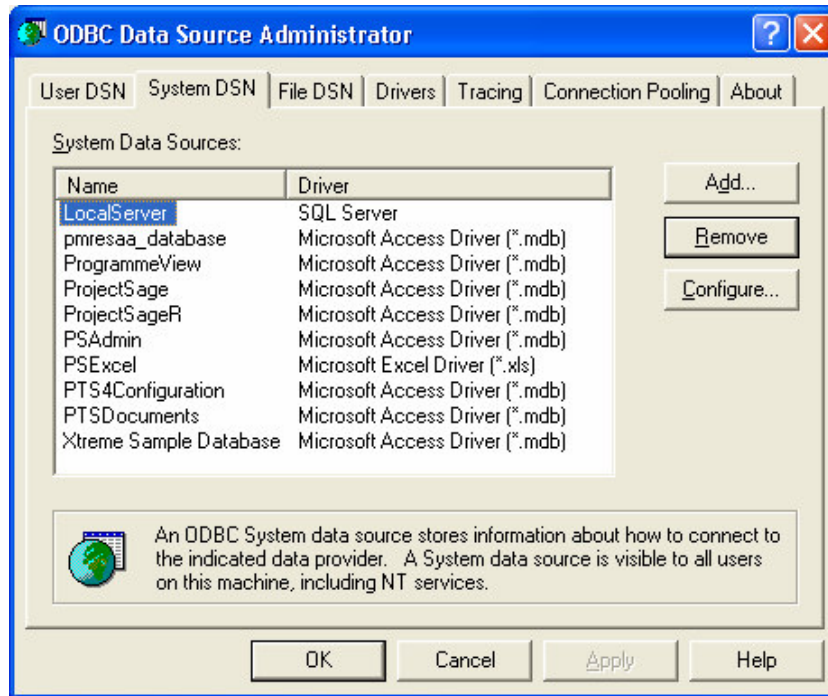 ODBC Data Source Administrator
User DSN System DSN File DSN Drivers Tracing Connection Pooling About
System Data Sources:
Name Driver
LocalServer SQL Server
pmresaa_database Microsoft Access Driver (*.mdb)
ProgrammeView Microsoft Access Driver (*.mdb)
ProjectSage Microsoft Access Driver (*.mdb)
ProjectSageR Microsoft Access Driver (*.mdb)
PSAdmin Microsoft Access Driver (*.mdb)
PSExcel Microsoft Excel Driver (*.xls)
PTS4Configuration Microsoft Access Driver (*.mdb)
PTSDocuments Microsoft Access Driver (*.mdb)
Xtreme Sample Database Microsoft Access Driver (*.mdb)
Add...
Remove
Configure...
An ODBC System data source stores information about how to connect to
the indicated data provider. A System data source is visible to all users
on this machine, including NT services.
OK Cancel Apply Help